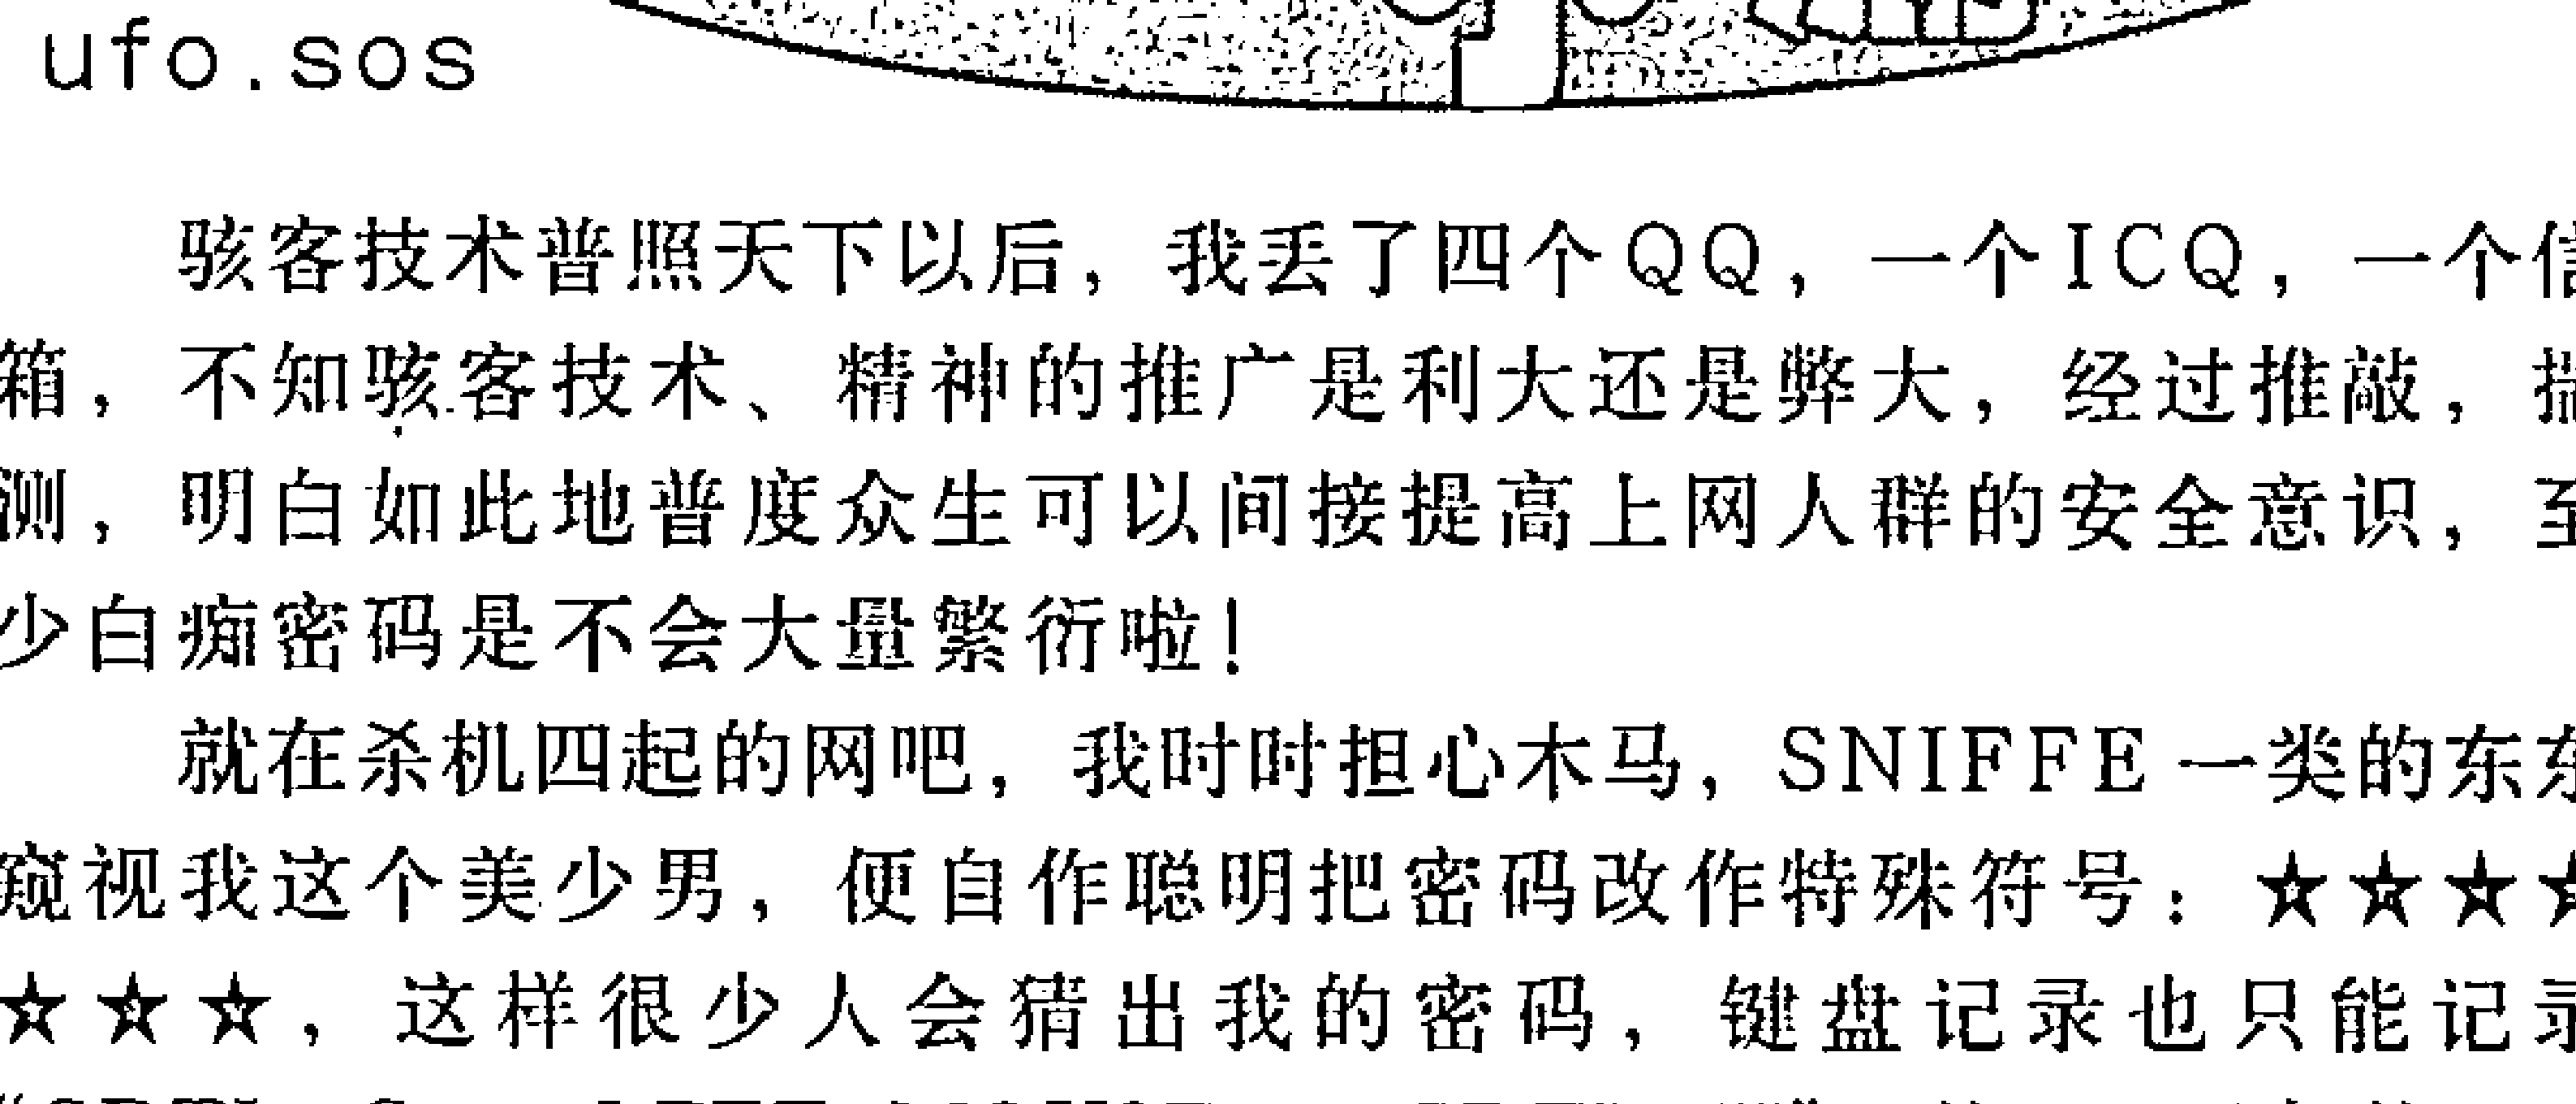 ufo.sos
骇客技术普照天下以后，我丢了四个QQ，一个ICQ，一个信
箱，不知骇客技术、精神的推广是利大还是弊大，经过推敲，揣
测，明白如此地普度众生可以间接提高上网人群的安全意识，至
少白痴密码是不会大量繁衍啦！
就在杀机四起的网吧，我时时担心木马，SNIFFE一类的东东
窥视我这个美少男，便自作聪明把密码改作特殊符号：☆☆☆☆
☆☆☆，这样很少人会猜出我的密码，键盘记录也只能记录